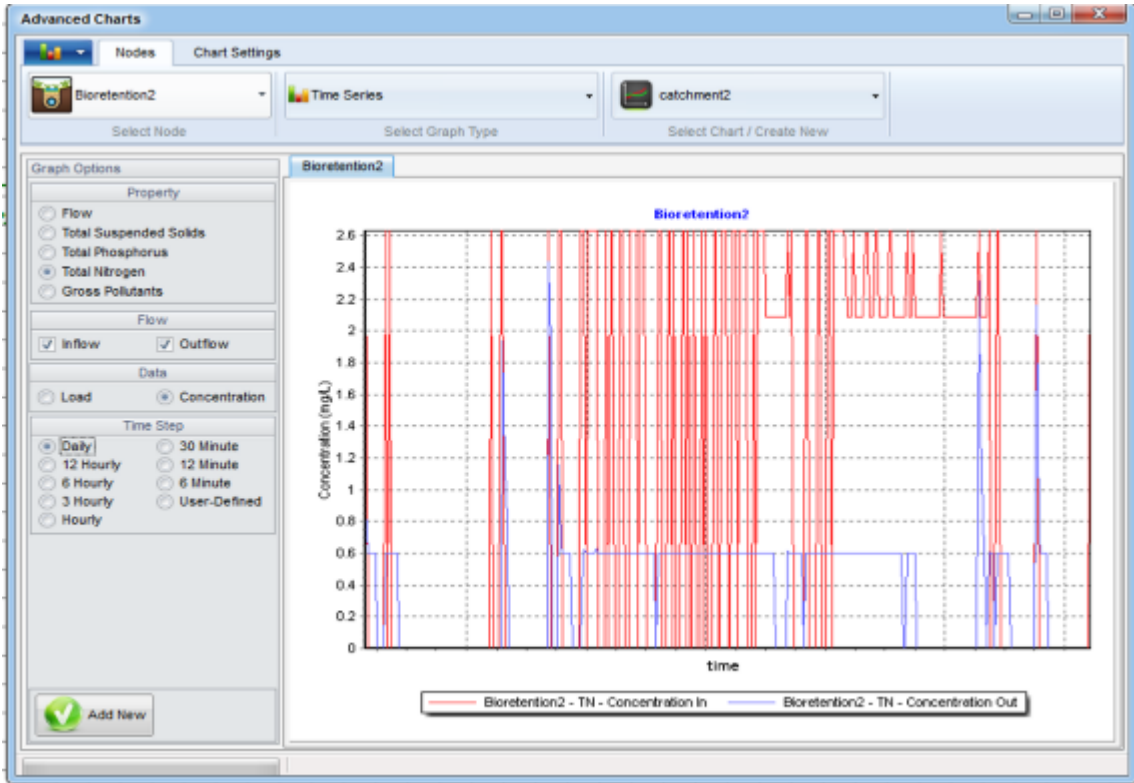 Advanced Charts
Nodes Chart Settings
Bioretention2 Time Series catchment2
Select Node Select Graph Type Select Chart / Create New
Graph Options
Property
Flow
Total Suspended Solids
Total Phosphorus
Total Nitrogen
Gross Pollutants
Flow
Inflow Outflow
Data
Load Concentration
Time Step
Daily 30 Minute
12 Hourly 12 Minute
6 Hourly 6 Minute
3 Hourly User-Defined
Hourly
Add New
Bioretention2
Bioretention2
Concentration (mg/L)
2.6
2.4
2.2
2
1.8
1.6
1.4
1.2
1
0.8
0.6
0.4
0.2
0
time
Bioretention2 - TN - Concentration In Bioretention2 - TN - Concentration Out